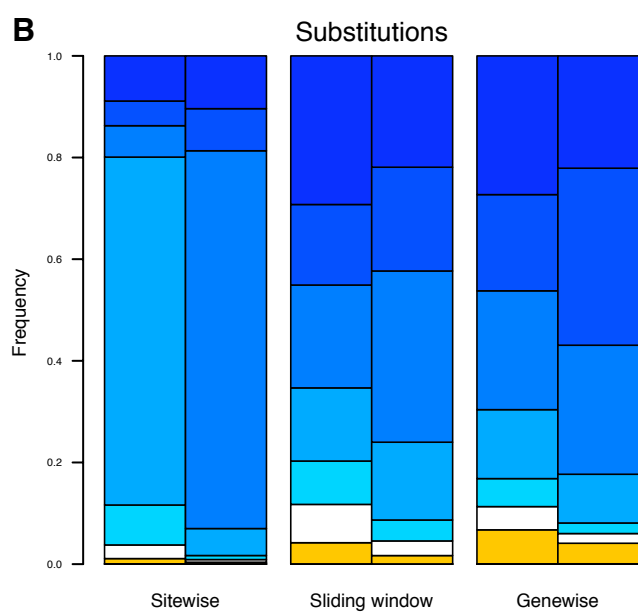 B
Substitutions
1.0
0.8
0.6
0.4
0.2
0.0
Frequency
Sitewise
Sliding window
Genewise